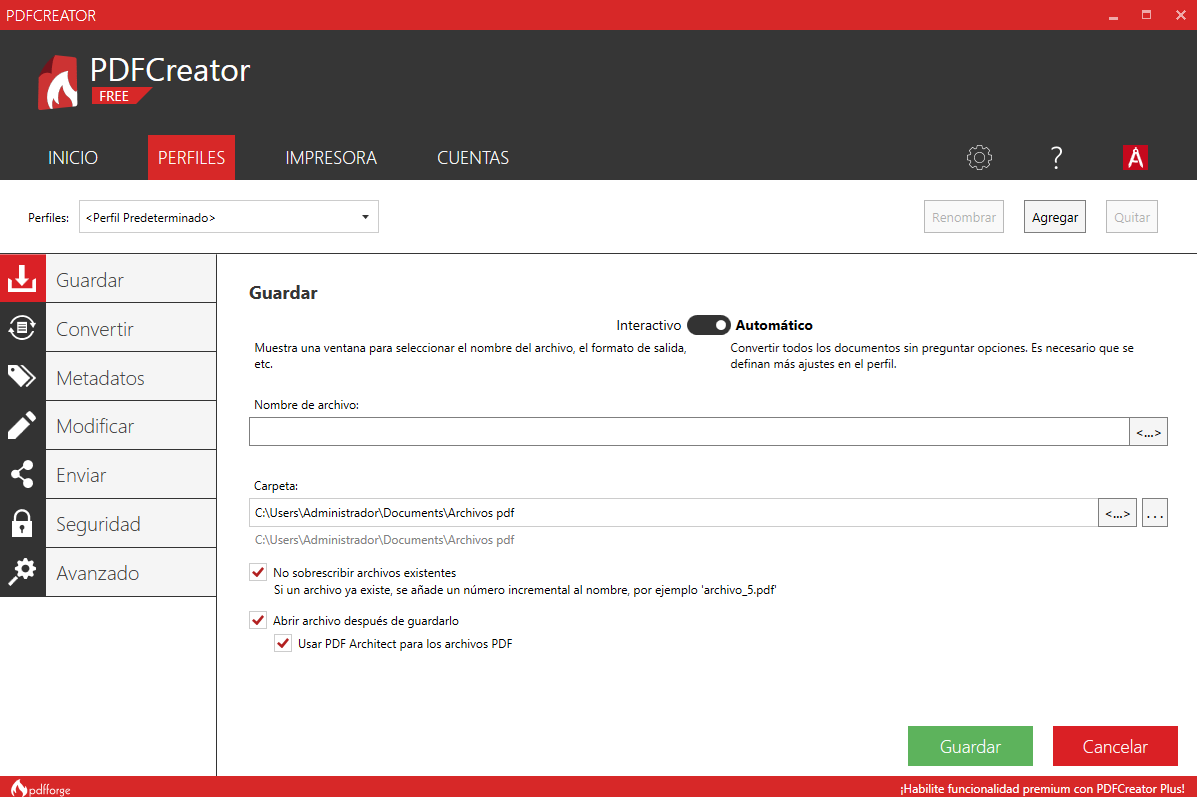 PDFCREATOR
PDFCreator
FREE
INICIO
PERFILES
IMPRESORA
CUENTAS
?
Perfiles:
<Perfil Predeterminado>
Renombrar
Agregar
Quitar
Guardar
Convertir
Metadatos
Modificar
Enviar
Seguridad
Avanzado
Guardar
Interactivo
Automático
Muestra una ventana para seleccionar el nombre del archivo, el formato de salida,
etc.
Convertir todos los documentos sin preguntar opciones. Es necesario que se
definan más ajustes en el perfil.
Nombre de archivo:
<...>
Carpeta:
C:\Users\Administrador\Documents\Archivos pdf
<...>
...
C:\Users\Administrador\Documents\Archivos pdf
No sobrescribir archivos existentes
Si un archivo ya existe, se añade un número incremental al nombre, por ejemplo 'archivo_5.pdf'
Abrir archivo después de guardarlo
Usar PDF Architect para los archivos PDF
Guardar
Cancelar
pdfforge
¡Habilite funcionalidad premium con PDFCreator Plus!